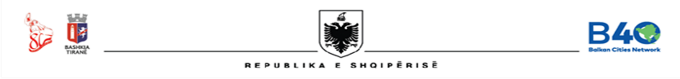 BASHKIA
TIRANË
REPUBLIKA E SHQIPËRISË
B40
Balkan Cities Network